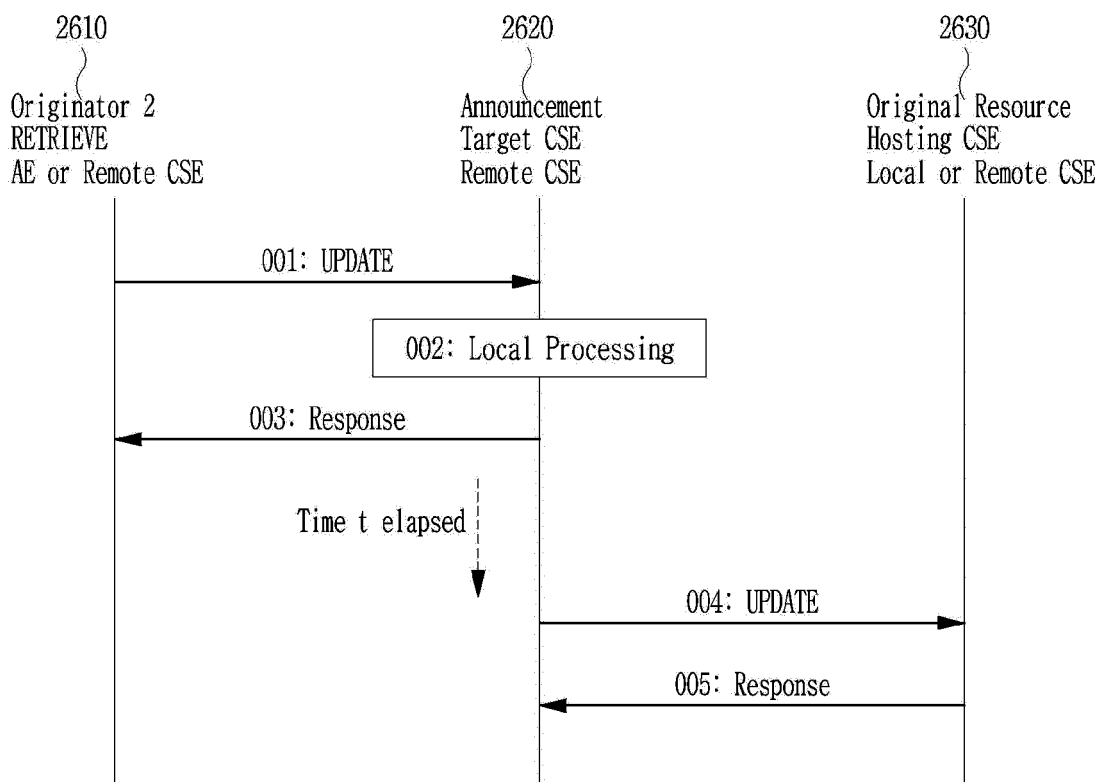 2610
2620
2630
Originator 2
RETRIEVE
AE or Remote CSE
Announcement
Target CSE
Remote CSE
Original Resource
Hosting CSE
Local or Remote CSE
001: UPDATE
002: Local Processing
003: Response
Time t elapsed
004: UPDATE
005: Response